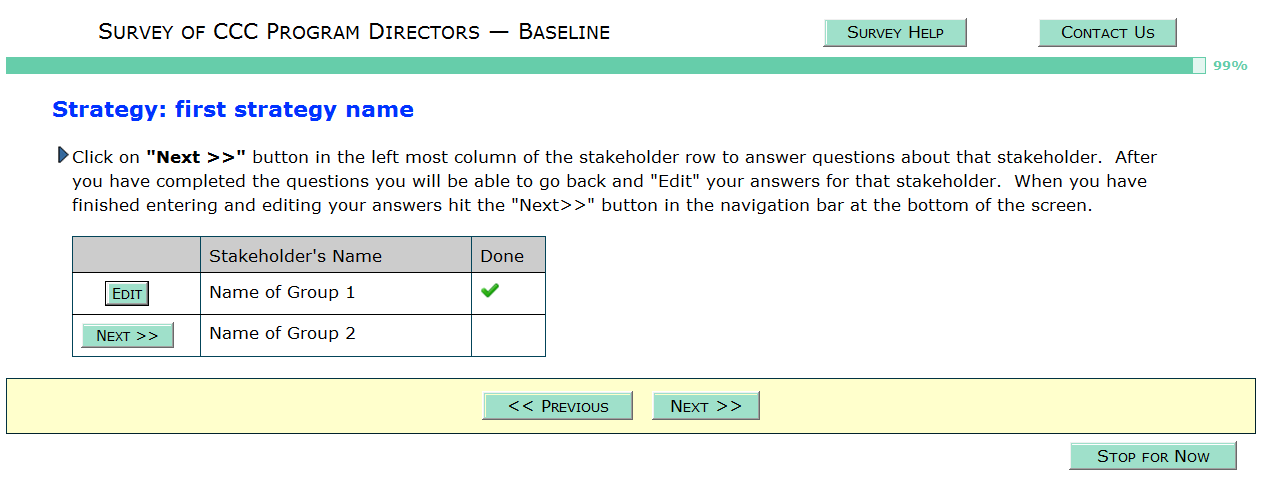 SURVEY OF CCC PROGRAM DIRECTORS — BASELINE
SURVEY HELP
CONTACT US
99%
Strategy: first strategy name
Click on "Next >>" button in the left most column of the stakeholder row to answer questions about that stakeholder. After
you have completed the questions you will be able to go back and "Edit" your answers for that stakeholder. When you have
finished entering and editing your answers hit the "Next>>" button in the navigation bar at the bottom of the screen.
Stakeholder's Name Done
EDIT Name of Group 1
NEXT >> Name of Group 2
<< PREVIOUS NEXT >>
STOP FOR NOW